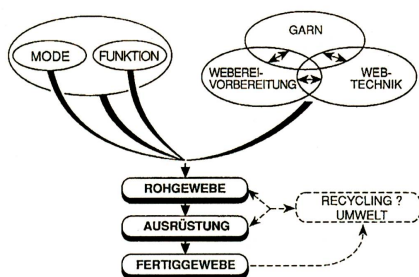 GARN
MODE
FUNKTION
WEBEREI-
VORBEREITUNG
WEB-
TECHNIK
ROHGEWEBE
RECYCLING ?
UMWELT
AUSRÜSTUNG
FERTIGGEWEBE